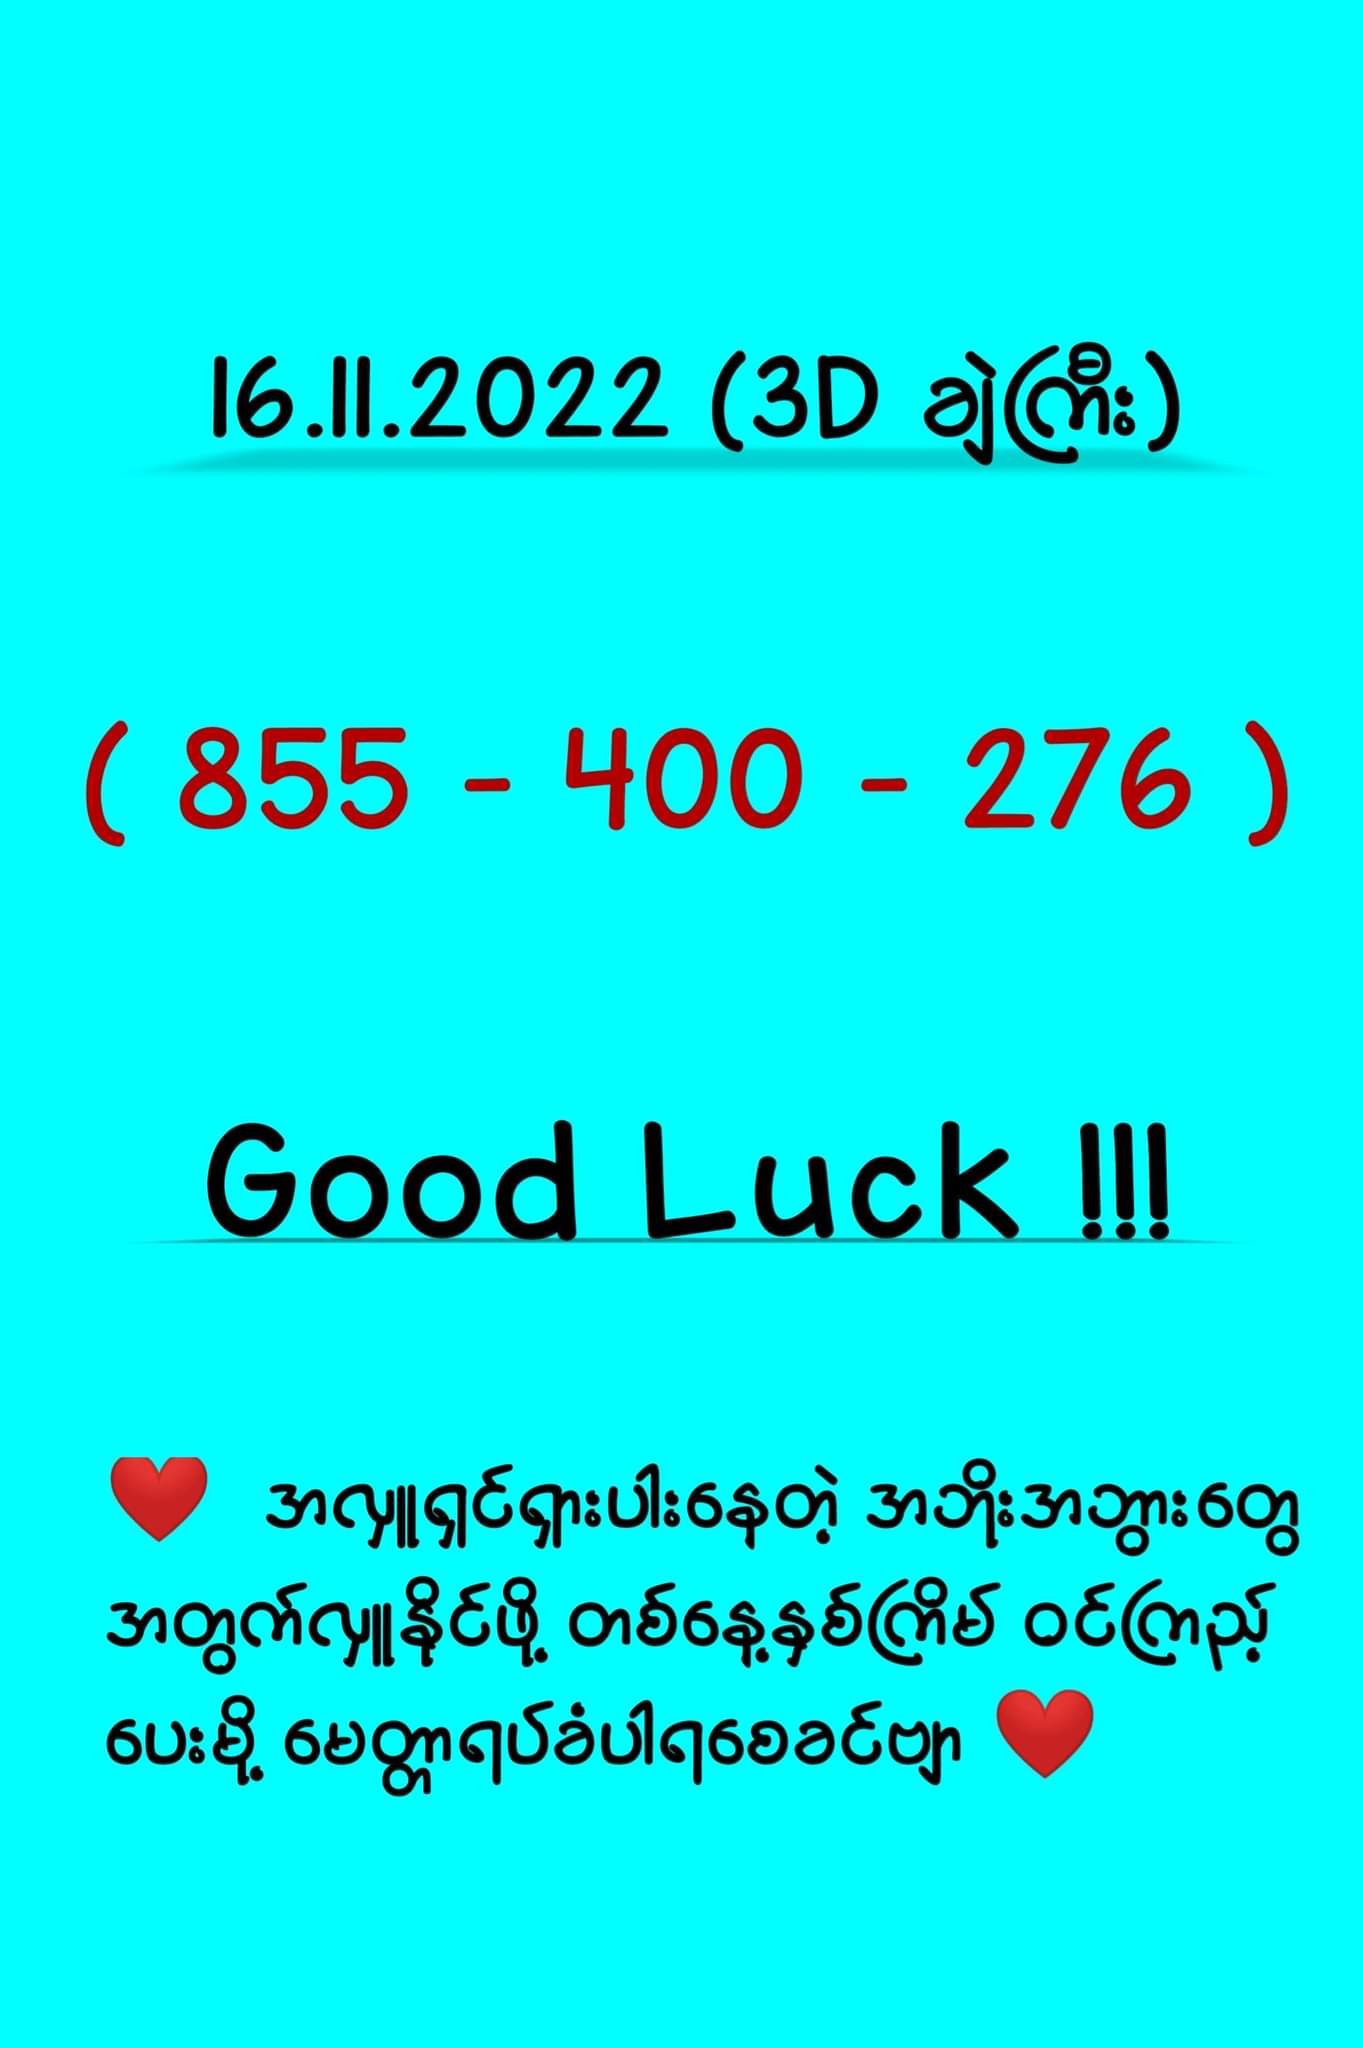 16.11.2022 (3D ချဲကြီး)
( 855 - 400 - 276 )
Good Luck !!!
❤️ အလှူရှင်ရှားပါးနေတဲ့ အဘိုးအဘွားတွေ
အတွက်လှူနိုင်ဖို့ တစ်နေ့နှစ်ကြိမ် ဝင်ကြည့်
ပေးမို့ မေတ္တာရပ်ခံပါရစေခင်ဗျာ ❤️